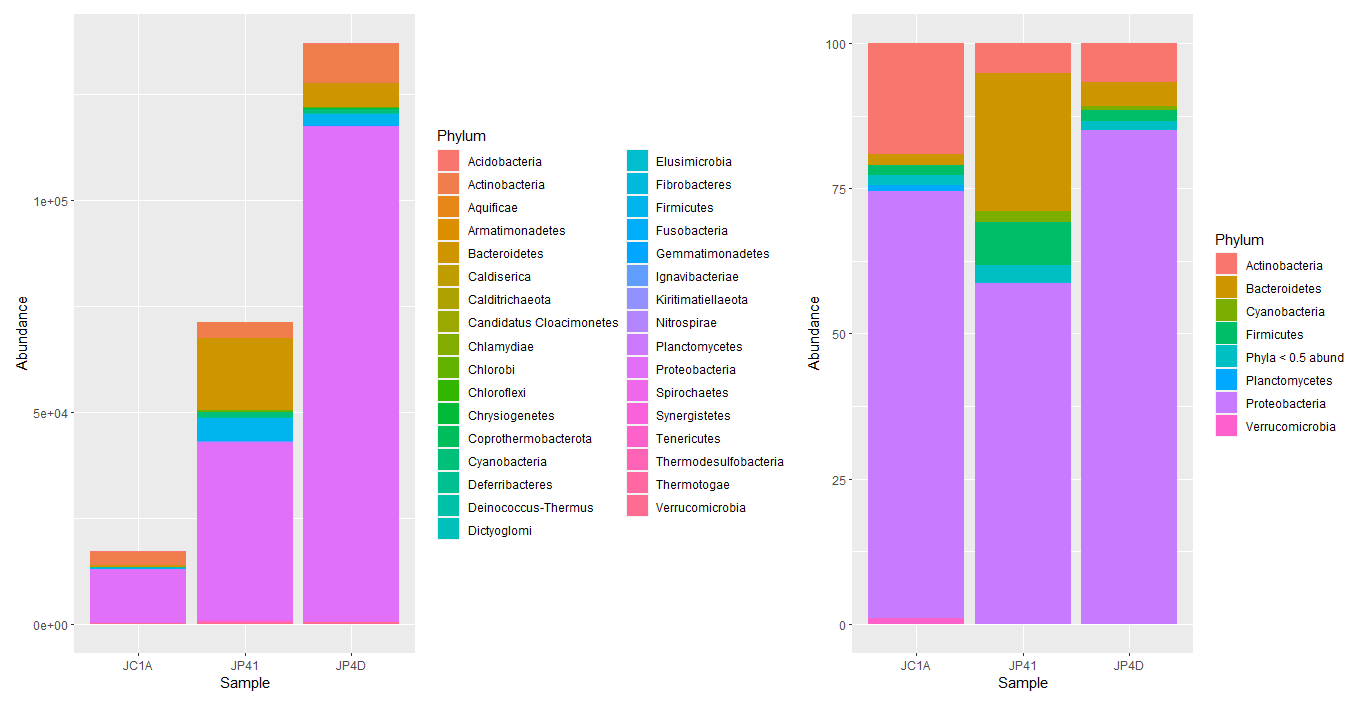 Abundance
1e+05
5e+04
0e+00
JC1A
JP41
JP4D
Sample
Phylum
Acidobacteria
Actinobacteria
Aquificae
Armatimonadetes
Bacteroidetes
Caldiserica
Calditrichaeota
Candidatus Cloacimonetes
Chlamydiae
Chlorobi
Chloroflexi
Chrysiogenetes
Coprothermobacterota
Cyanobacteria
Deferribacteres
Deinococcus-Thermus
Dictyoglomi
Elusimicrobia
Fibrobacteres
Firmicutes
Fusobacteria
Gemmatimonadetes
Ignavibacteriae
Kiritimatiellaeota
Nitrospirae
Planctomycetes
Proteobacteria
Spirochaetes
Synergistetes
Tenericutes
Thermodesulfobacteria
Thermotogae
Verrucomicrobia
Abundance
100
75
50
25
0
JC1A
JP41
JP4D
Sample
Phylum
Actinobacteria
Bacteroidetes
Cyanobacteria
Firmicutes
Phyla < 0.5 abund
Planctomycetes
Proteobacteria
Verrucomicrobia